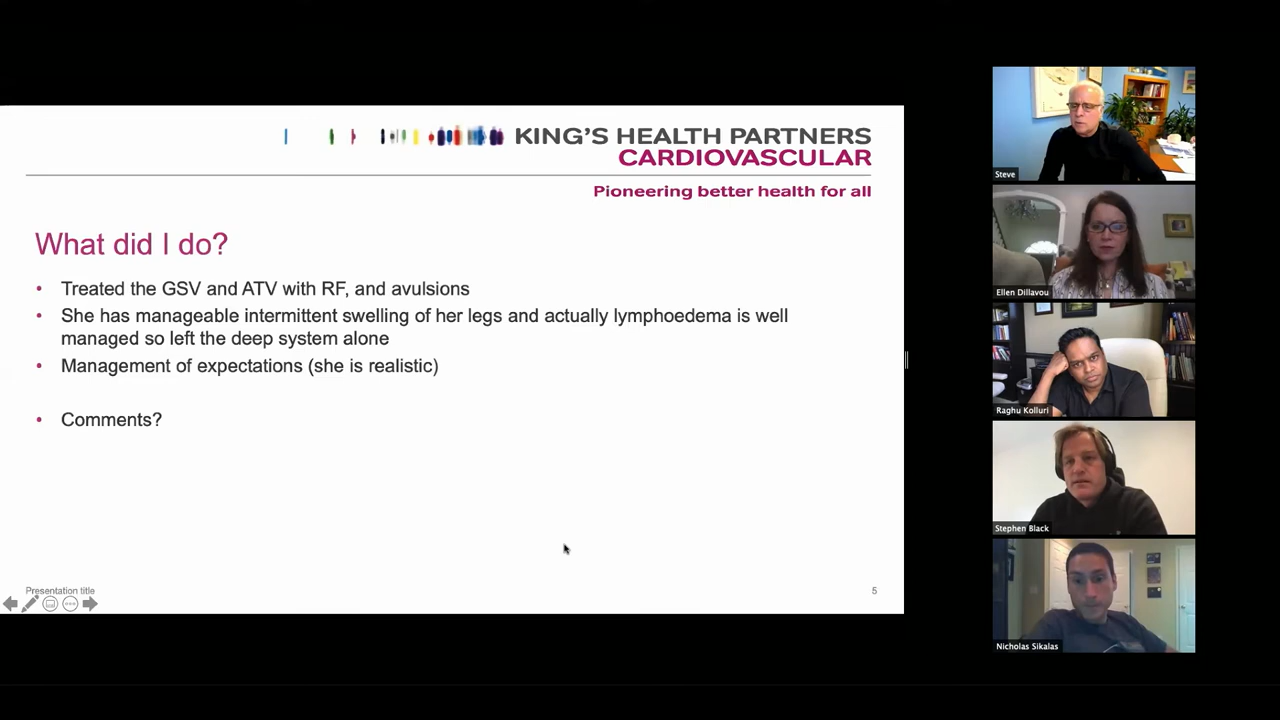 KING'S HEALTH PARTNERS
CARDIOVASCULAR
Pioneering better health for all
What did I do?
• Treated the GSV and ATV with RF, and avulsions
• She has manageable intermittent swelling of her legs and actually lymphoedema is well
managed so left the deep system alone
• Management of expectations (she is realistic)
• Comments?
Presentation title
5
Steve
Ellen Dillavou
Raghu Kolluri
Stephen Black
Nicholas Sikalas